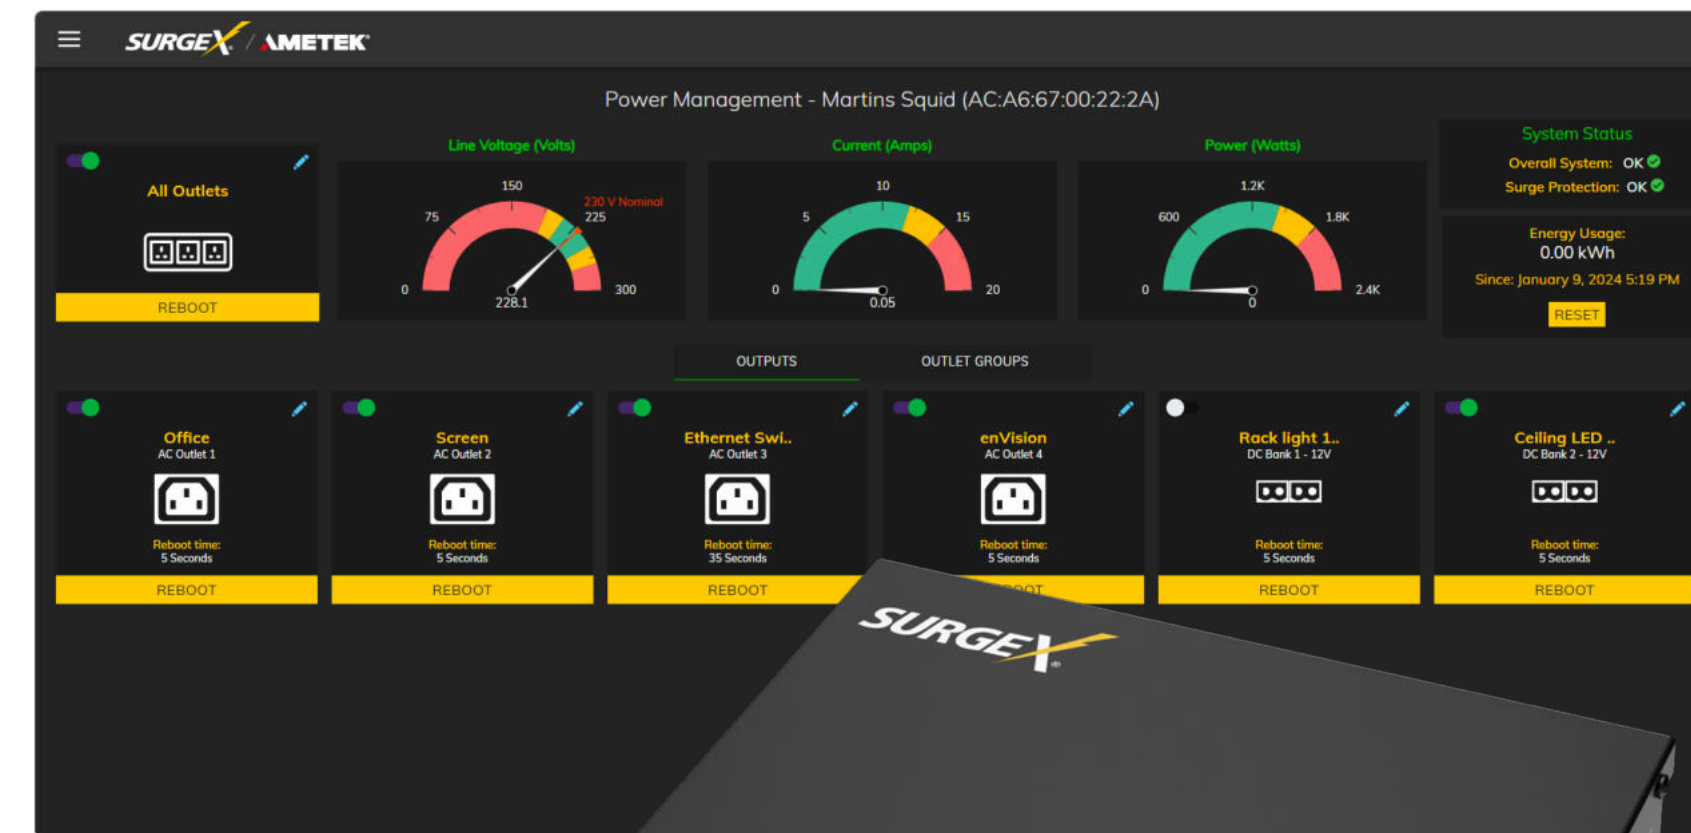 SURGEX / AMETEK®
Power Management - Martins Squid (AC:A6:67:00:22:2A)
All Outlets
REBOOT
Line Voltage (Volts)
0
75
150
230 V Nominal
225
300
228.1
Current (Amps)
0
5
10
15
20
0.05
Power (Watts)
0
600
1.2K
1.8K
2.4K
0
System Status
Overall System: OK
Surge Protection: OK
Energy Usage:
0.00 kWh
Since: January 9, 2024 5:19 PM
RESET
OUTPUTS
OUTLET GROUPS
Office
AC Outlet 1
Reboot time:
5 Seconds
REBOOT
Screen
AC Outlet 2
Reboot time:
5 Seconds
REBOOT
Ethernet Swi..
AC Outlet 3
Reboot time:
35 Seconds
REBOOT
enVision
AC Outlet 4
Reboot time:
5 Seconds
Rack light 1..
DC Bank 1 - 12V
Reboot time:
5 Seconds
REBOOT
Ceiling LED ..
DC Bank 2 - 12V
Reboot time:
5 Seconds
REBOOT
SURGEX®